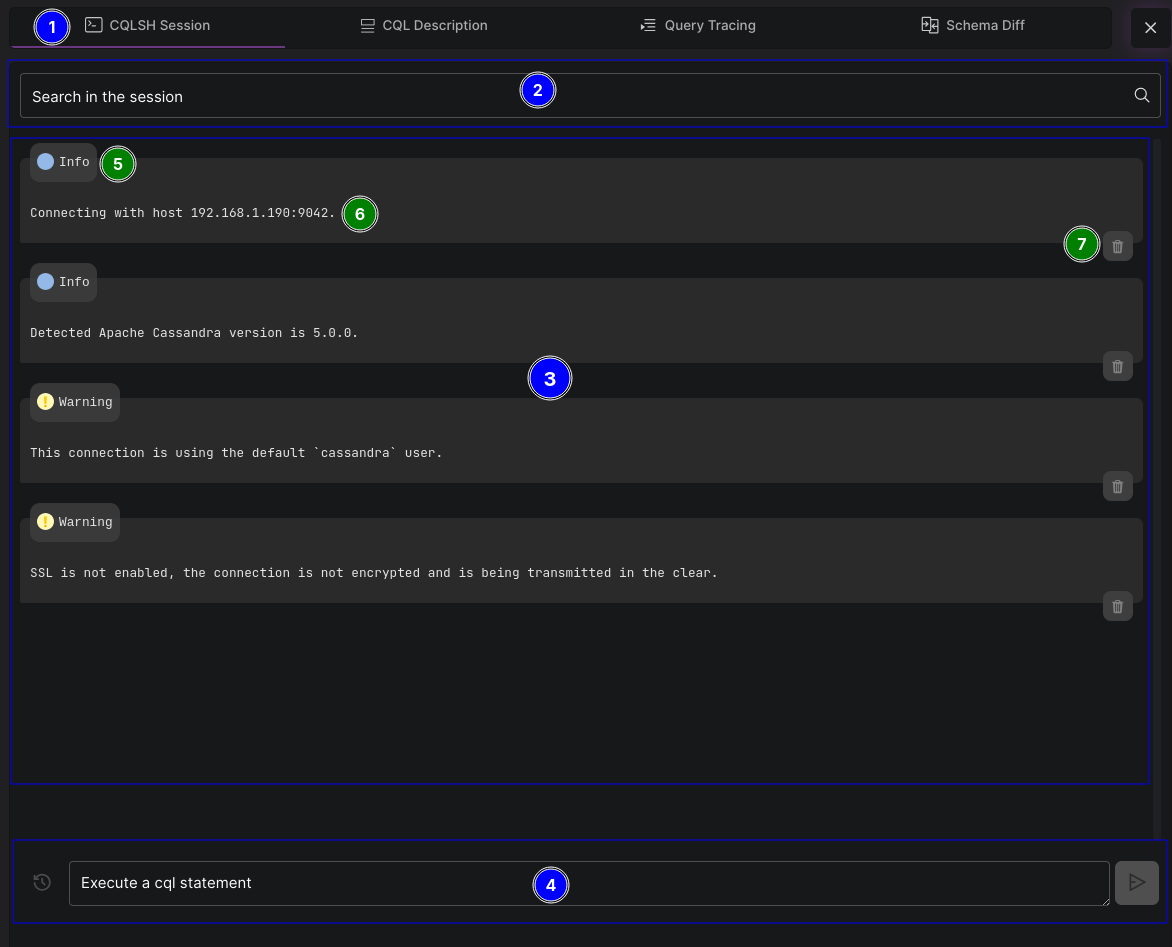 1 CQLSH Session CQL Description Query Tracing Schema Diff
Search in the session 2
Info 5
Connecting with host 192.168.1.190:9042. 6
7
Info
Detected Apache Cassandra version is 5.0.0.
3
! Warning
This connection is using the default `cassandra` user.
! Warning
SSL is not enabled, the connection is not encrypted and is being transmitted in the clear.
Execute a cql statement 4